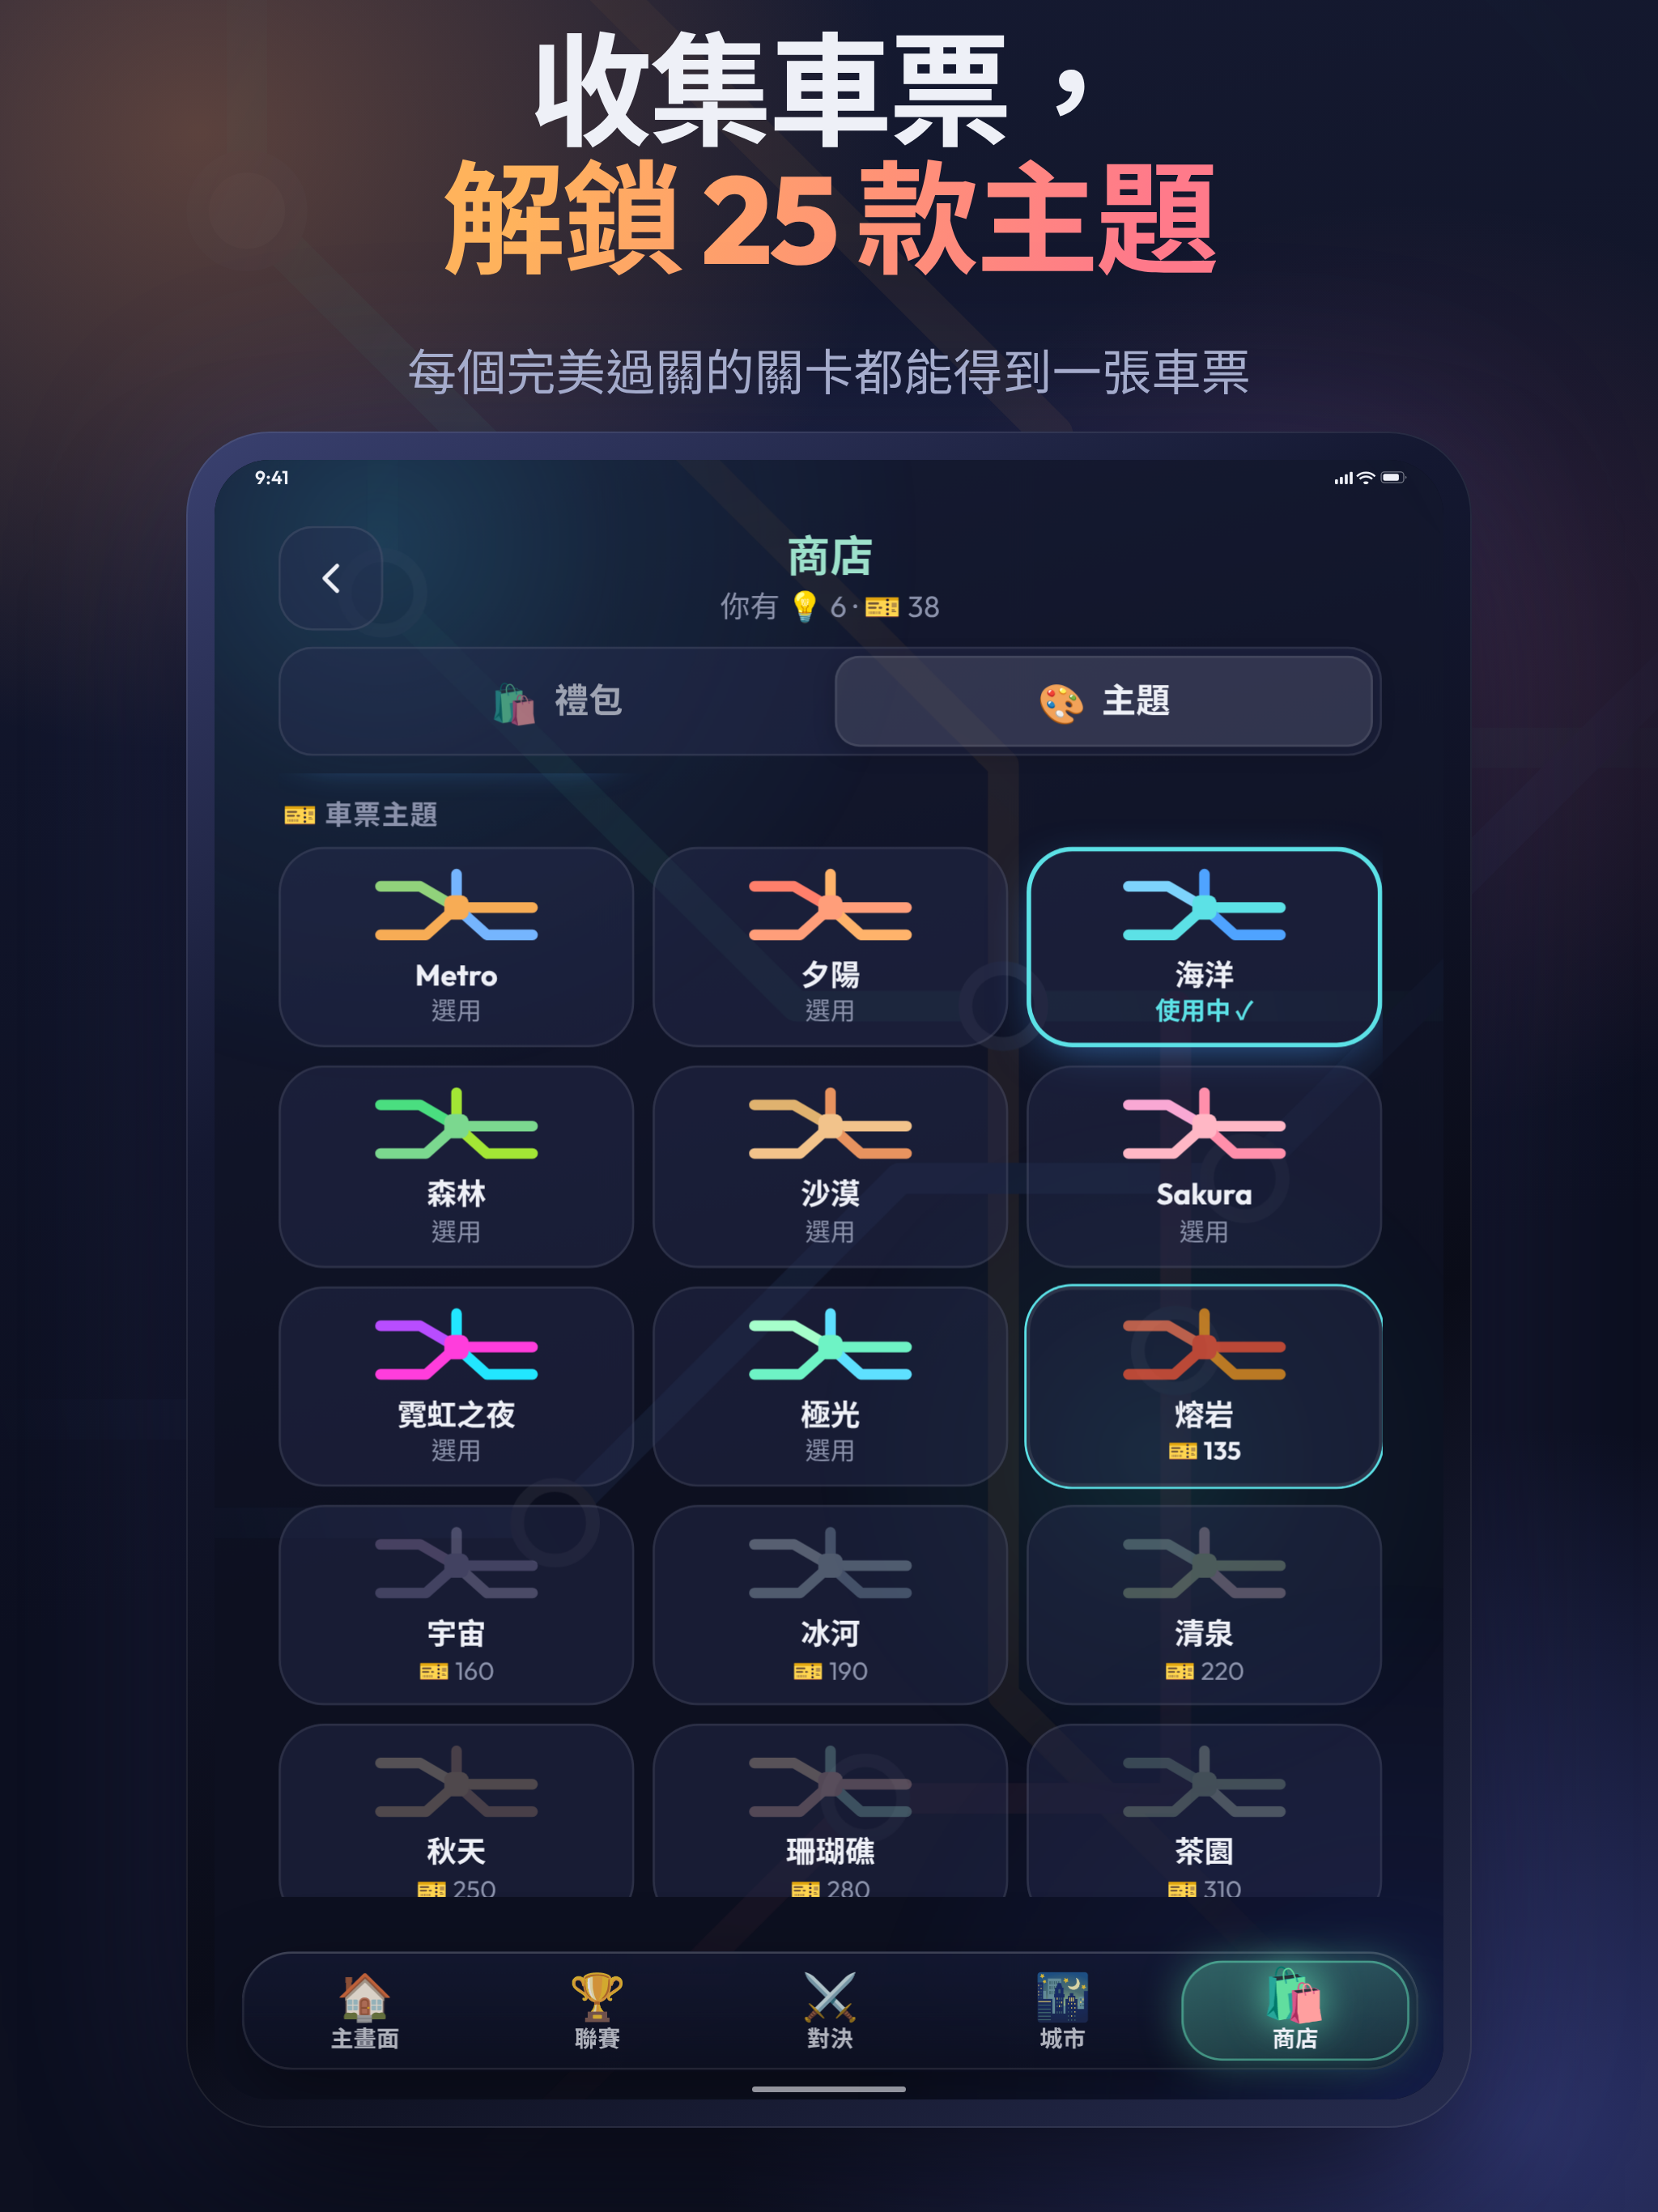 收集車票，
解鎖 25 款主題
每個完美過關的關卡都能得到一張車票
9:41
商店
你有 💡 6 · 🎫 38
🛍️ 禮包
🎨 主題
🎫 車票主題
Metro
選用
夕陽
選用
海洋
使用中 ✓
森林
選用
沙漠
選用
Sakura
選用
霓虹之夜
選用
極光
選用
熔岩
🎫 135
宇宙
🎫 160
冰河
🎫 190
清泉
🎫 220
秋天
🎫 250
珊瑚礁
🎫 280
茶園
🎫 310
主畫面
聯賽
對決
城市
商店